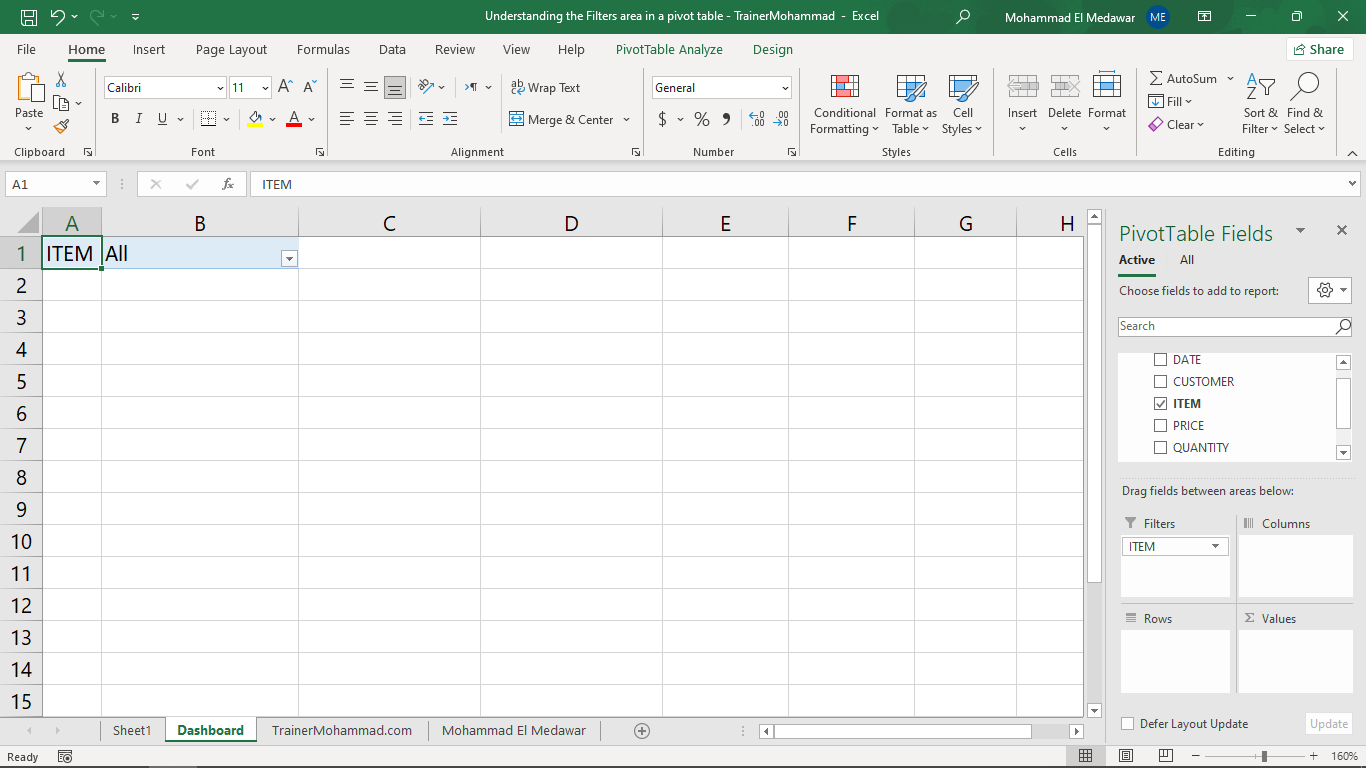 Understanding the Filters area in a pivot table - TrainerMohammad - Excel
Mohammad El Medawar ME
File Home Insert Page Layout Formulas Data Review View Help PivotTable Analyze Design Share
Paste
Clipboard
Calibri 11
B I U
Font
Wrap Text
Merge & Center
Alignment
General
$ % ,
Number
Conditional Formatting
Format as Table
Cell Styles
Styles
Insert Delete Format
Cells
AutoSum
Fill
Clear
Sort & Filter
Find & Select
Editing
A1 fx ITEM
A B C D E F G H
1 ITEM All
2
3
4
5
6
7
8
9
10
11
12
13
14
15
PivotTable Fields
Active All
Choose fields to add to report:
Search
DATE
CUSTOMER
ITEM
PRICE
QUANTITY
Drag fields between areas below:
Filters Columns
ITEM
Rows Σ Values
Defer Layout Update Update
Sheet1 Dashboard TrainerMohammad.com Mohammad El Medawar
Ready 160%